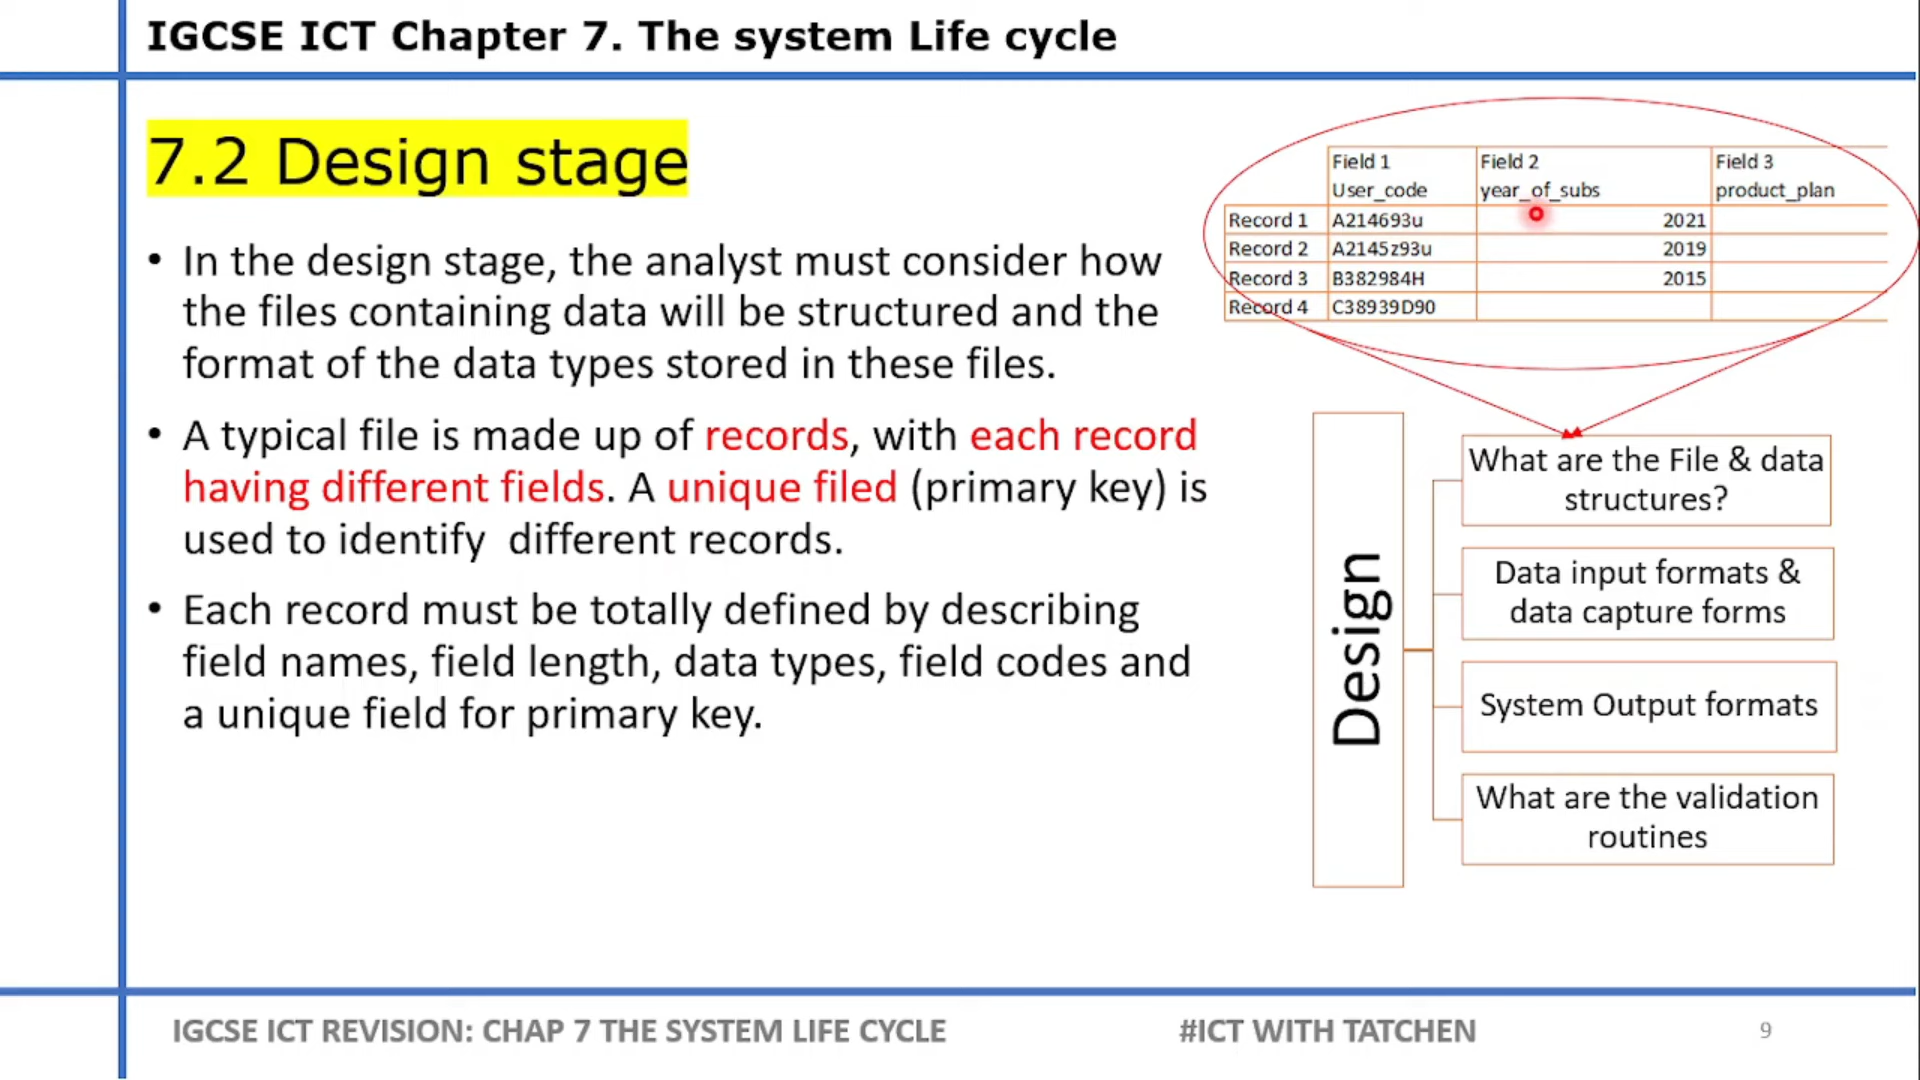 IGCSE ICT Chapter 7. The system Life cycle
7.2 Design stage
• In the design stage, the analyst must consider how
the files containing data will be structured and the
format of the data types stored in these files.
• A typical file is made up of records, with each record
having different fields. A unique filed (primary key) is
used to identify different records.
• Each record must be totally defined by describing
field names, field length, data types, field codes and
a unique field for primary key.
Field 1 Field 2 Field 3
User_code year_of_subs product_plan
Record 1 A214693u 2021
Record 2 A2145z93u 2019
Record 3 B382984H 2015
Record 4 C38939D90
Design
What are the File & data
structures?
Data input formats &
data capture forms
System Output formats
What are the validation
routines
IGCSE ICT REVISION: CHAP 7 THE SYSTEM LIFE CYCLE #ICT WITH TATCHEN 9